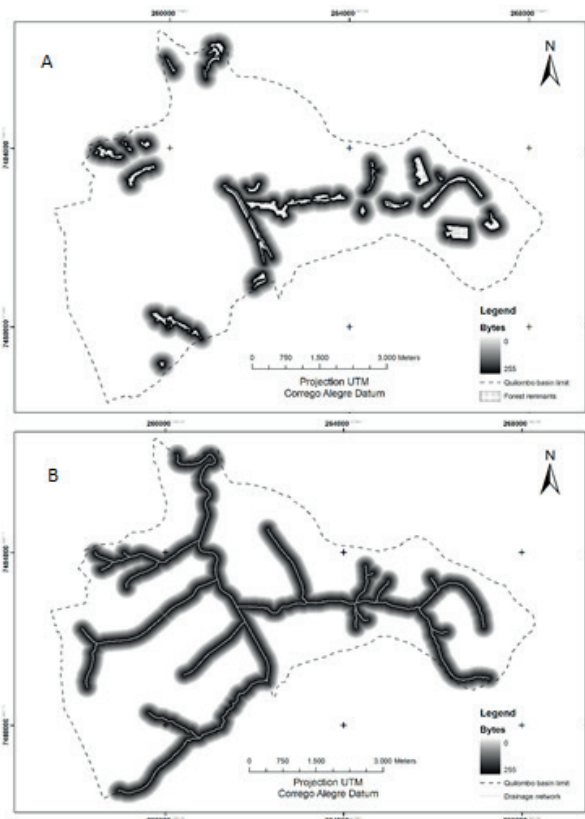 260000 264000 268000
A
N
7484000
7480000
Legend
Bytes
0
255
0 750 1.500 3.000 Meters
Quilombo basin limit
Projection UTM
Corrego Alegre Datum
Forest remnants
260000 264000 268000
B
N
7484000
7480000
Legend
Bytes
0
255
0 750 1.500 3.000 Meters
Quilombo basin limit
Projection UTM
Corrego Alegre Datum
Drainage network